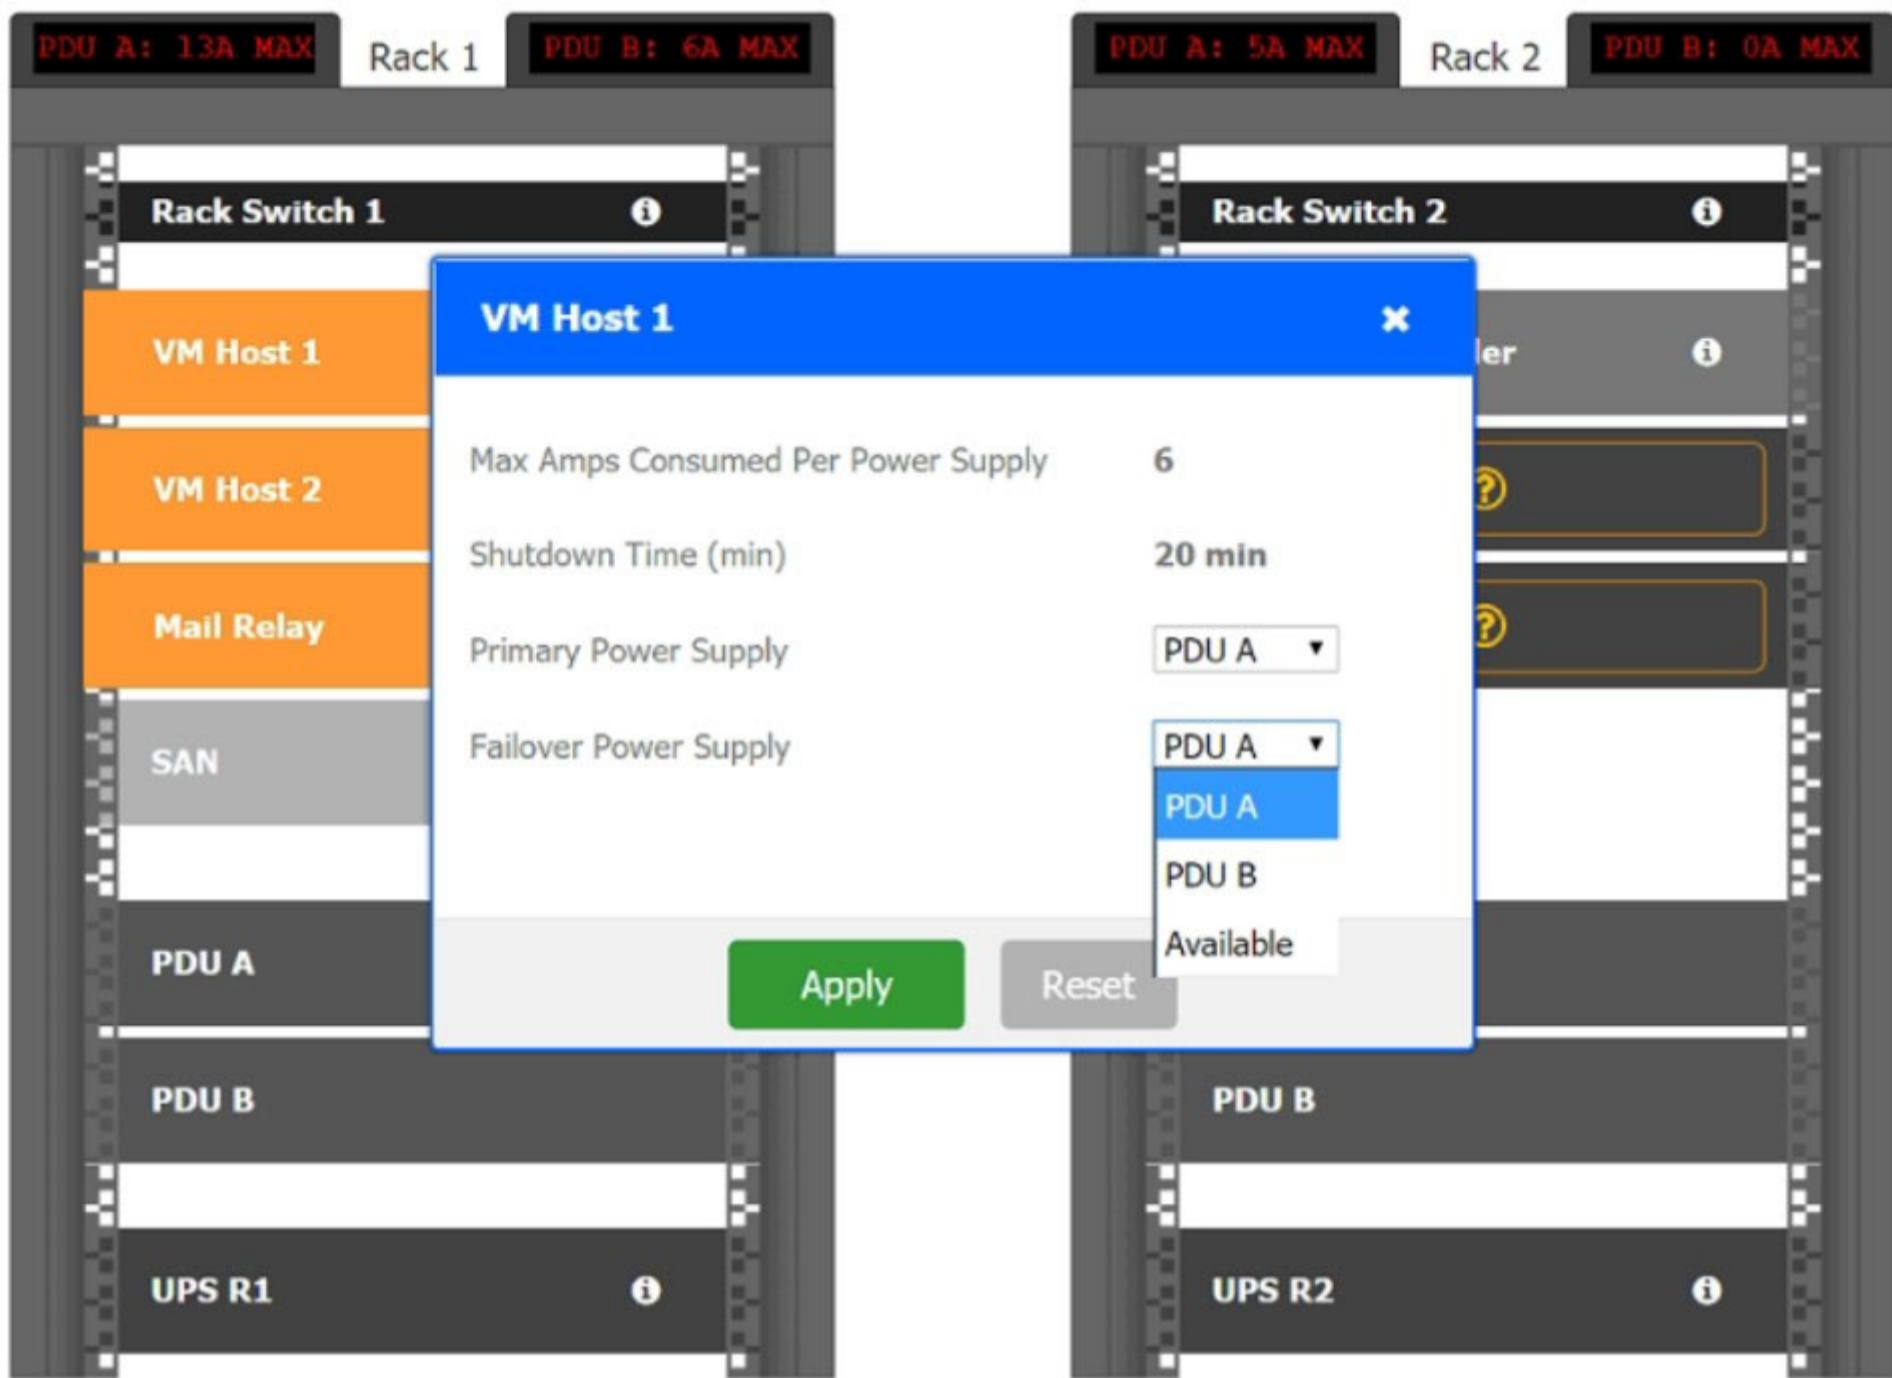 PDU A: 13A MAX
Rack 1
PDU B: 6A MAX
PDU A: 5A MAX
Rack 2
PDU B: 0A MAX
Rack Switch 1
Rack Switch 2
VM Host 1
VM Host 1
ler
VM Host 2
Max Amps Consumed Per Power Supply 6
Shutdown Time (min) 20 min
Mail Relay
Primary Power Supply PDU A
SAN
Failover Power Supply PDU A
PDU A
PDU B
Available
PDU A
Apply
Reset
PDU B
PDU B
UPS R1
UPS R2